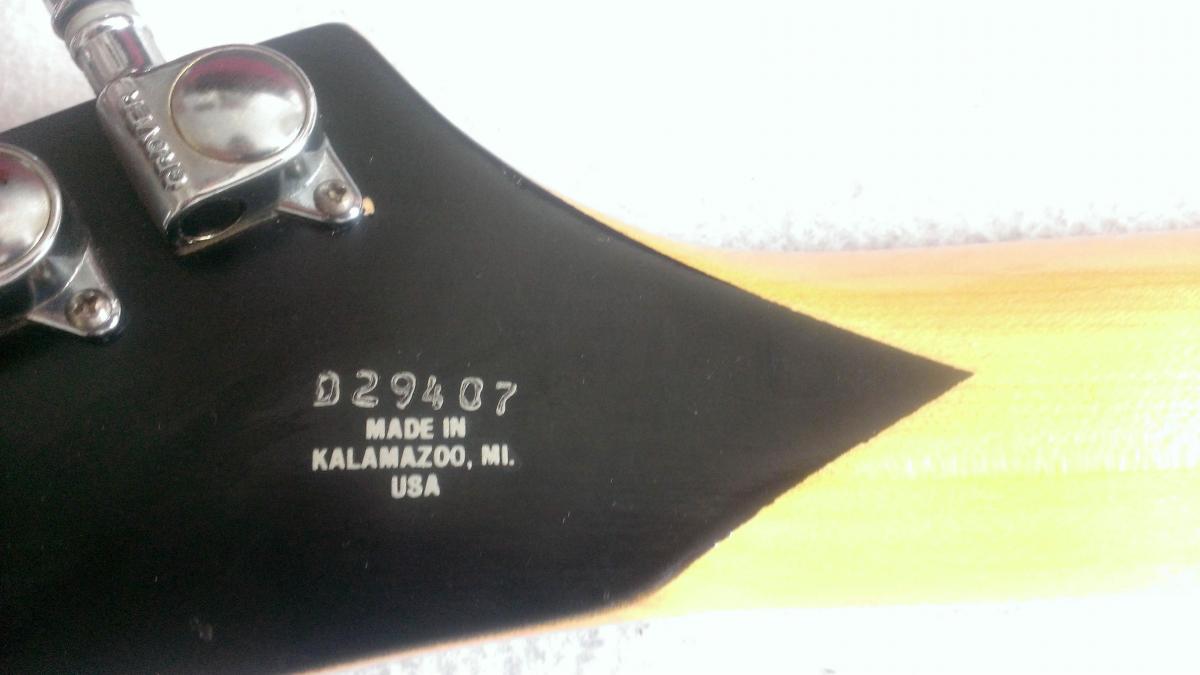 GROVER
D29407
MADE IN
KALAMAZOO, MI.
USA